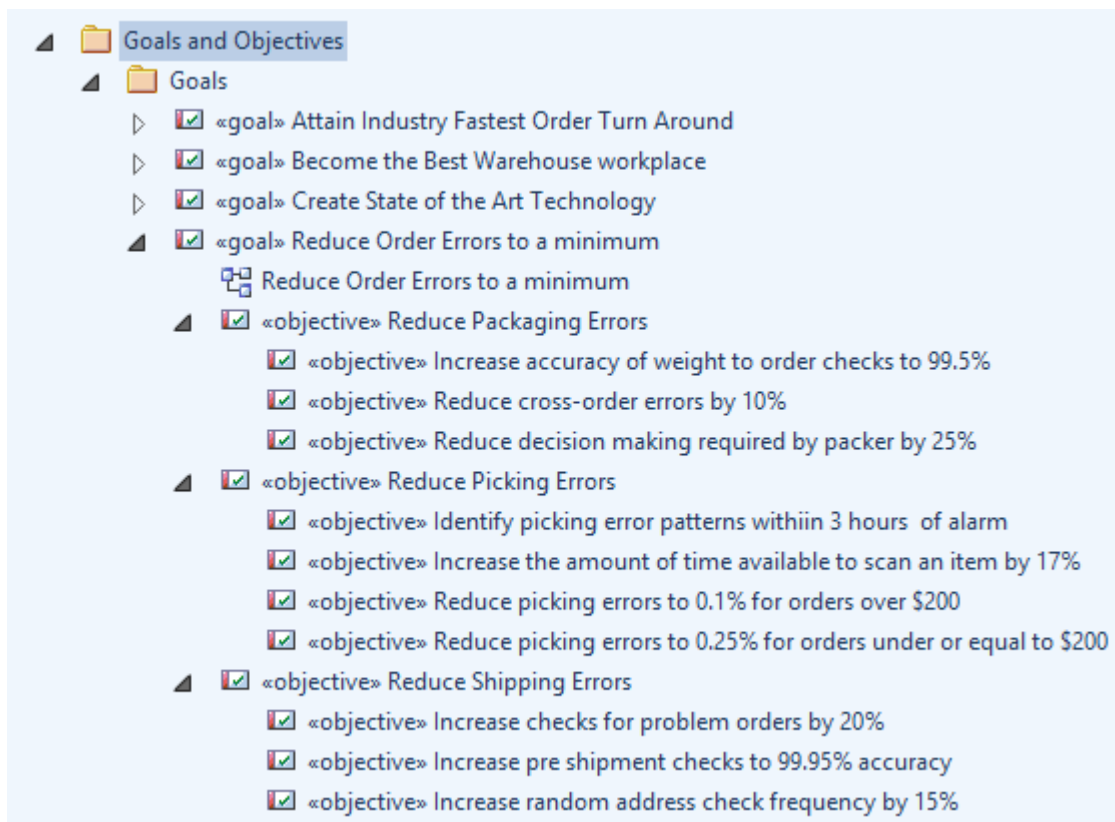 Goals and Objectives
Goals
«goal» Attain Industry Fastest Order Turn Around
«goal» Become the Best Warehouse workplace
«goal» Create State of the Art Technology
«goal» Reduce Order Errors to a minimum
Reduce Order Errors to a minimum
«objective» Reduce Packaging Errors
«objective» Increase accuracy of weight to order checks to 99.5%
«objective» Reduce cross-order errors by 10%
«objective» Reduce decision making required by packer by 25%
«objective» Reduce Picking Errors
«objective» Identify picking error patterns withiin 3 hours  of alarm
«objective» Increase the amount of time available to scan an item by 17%
«objective» Reduce picking errors to 0.1% for orders over $200
«objective» Reduce picking errors to 0.25% for orders under or equal to $200
«objective» Reduce Shipping Errors
«objective» Increase checks for problem orders by 20%
«objective» Increase pre shipment checks to 99.95% accuracy
«objective» Increase random address check frequency by 15%